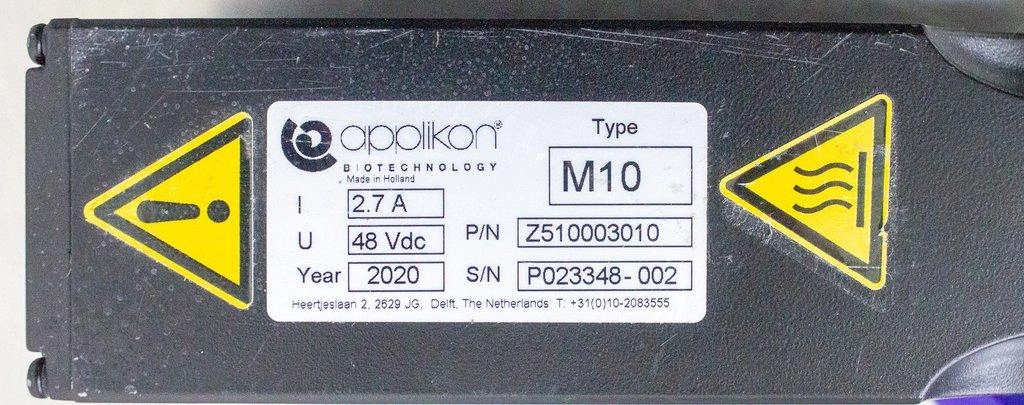 applikon®
BIOTECHNOLOGY
Made in Holland
Type
M10
I 2.7 A
U 48 Vdc
P/N Z510003010
Year 2020
S/N P023348-002
Heertjeslaan 2, 2629 JG, Delft, The Netherlands T: +31(0)10-2083555